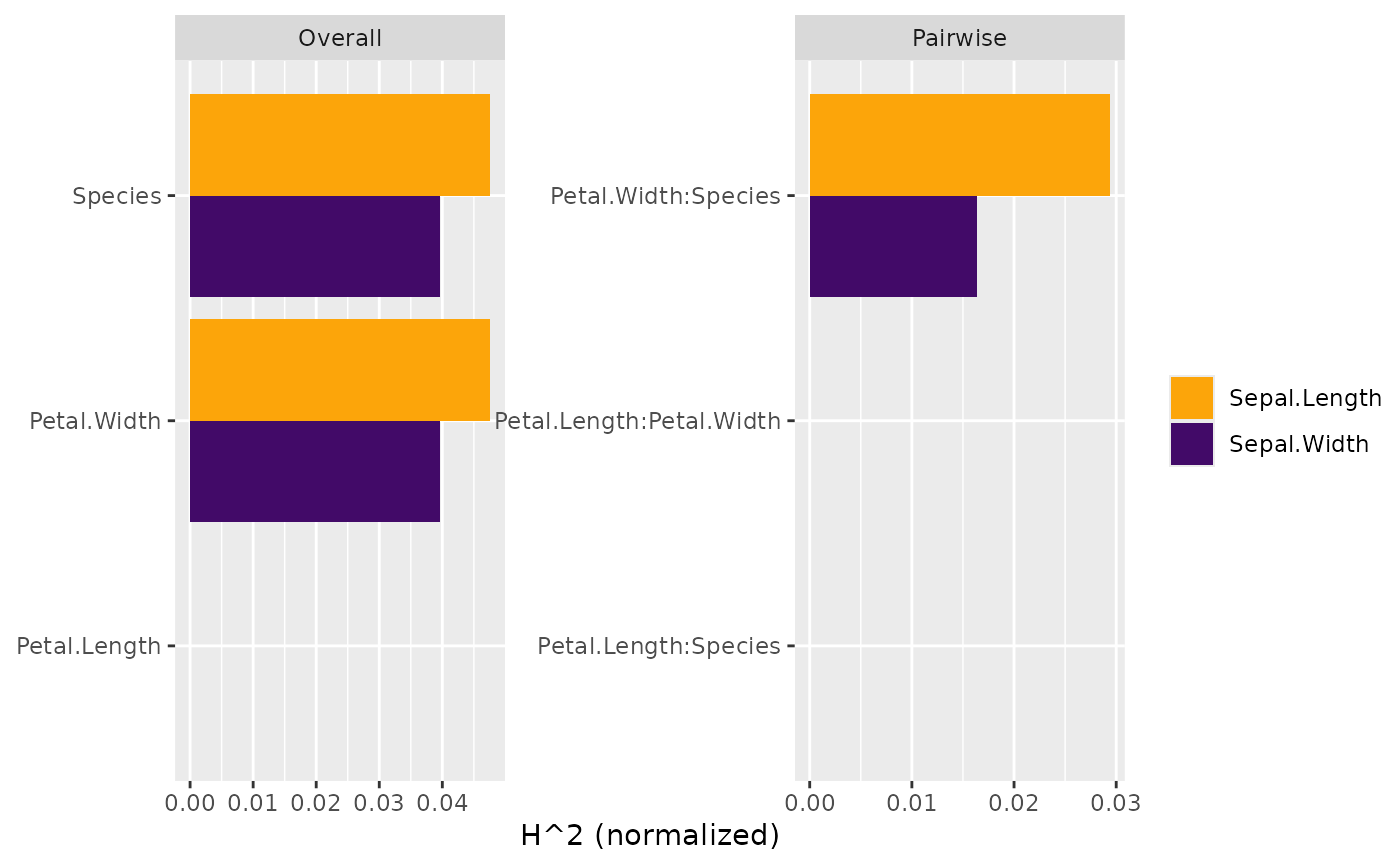 Overall
Pairwise
Species
Petal.Width
Petal.Length
0.00 0.01 0.02 0.03 0.04
Petal.Width:Species
Petal.Length:Petal.Width
Petal.Length:Species
0.00 0.01 0.02 0.03
H^2 (normalized)
Sepal.Length
Sepal.Width